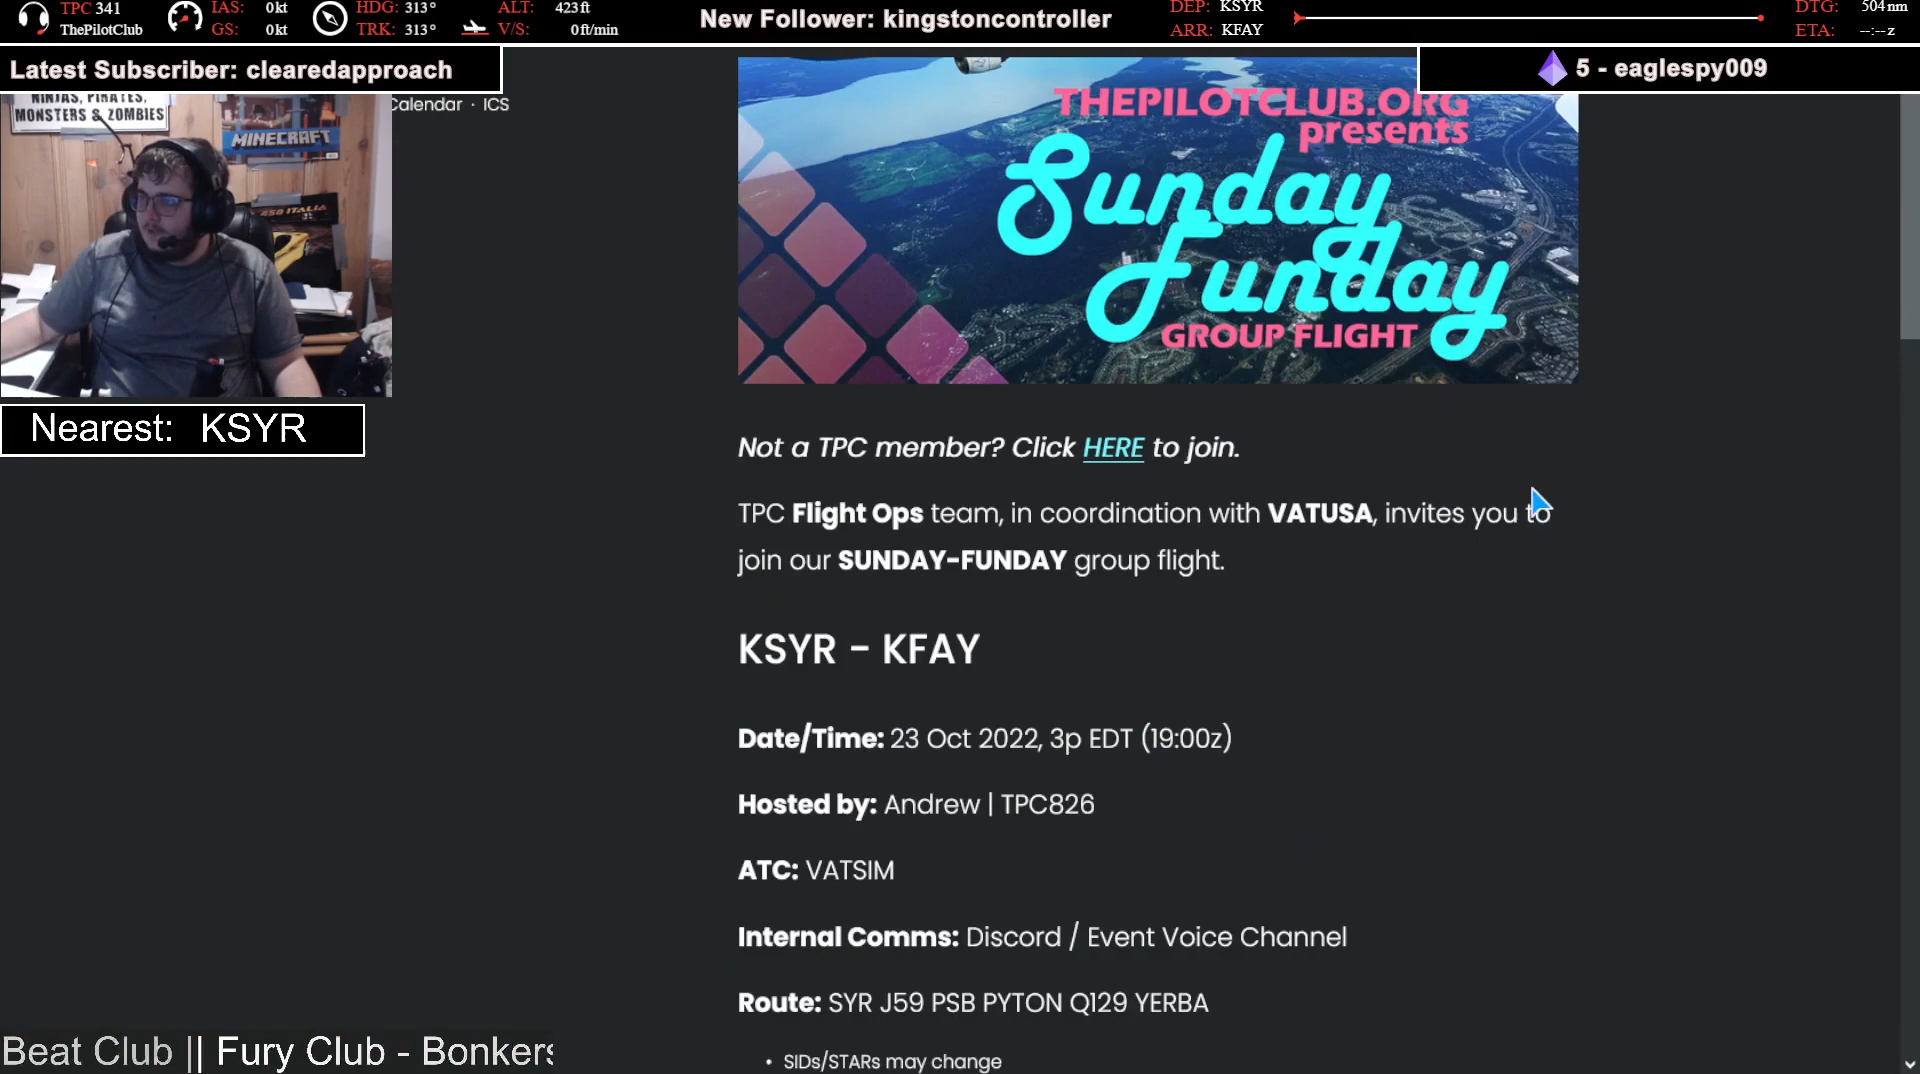 TPC 341
ThePilotClub
IAS: 0kt
GS: 0kt
HDG: 313°
TRK: 313°
ALT: 423ft
V/S: 0ft/min
New Follower: kingstoncontroller
DEP: KSYR
ARR: KFAY
DTG: 504nm
ETA: --:--z
Latest Subscriber: clearedapproach
5 - eaglespy009
NINJAS, PIRATES,
MONSTERS & ZOMBIES
MINECRAFT
458 ITALIA
Calendar · ICS
THEPILOTCLUB.ORG
presents
Sunday
Funday
GROUP FLIGHT
Nearest: KSYR
Not a TPC member? Click HERE to join.
TPC Flight Ops team, in coordination with VATUSA, invites you to
join our SUNDAY-FUNDAY group flight.
KSYR - KFAY
Date/Time: 23 Oct 2022, 3p EDT (19:00z)
Hosted by: Andrew | TPC826
ATC: VATSIM
Internal Comms: Discord / Event Voice Channel
Route: SYR J59 PSB PYTON Q129 YERBA
• SIDs/STARs may change
Beat Club || Fury Club - Bonkers